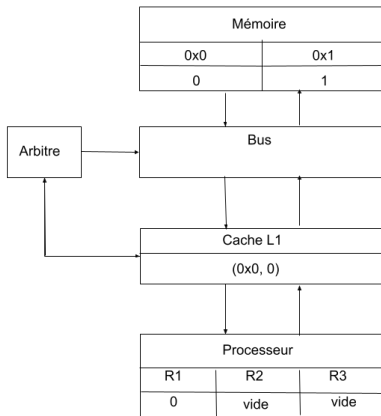 Mémoire
0x0 0x1
0 1
Arbitre
Bus
Cache L1
(0x0, 0)
Processeur
R1 R2 R3
0 vide vide